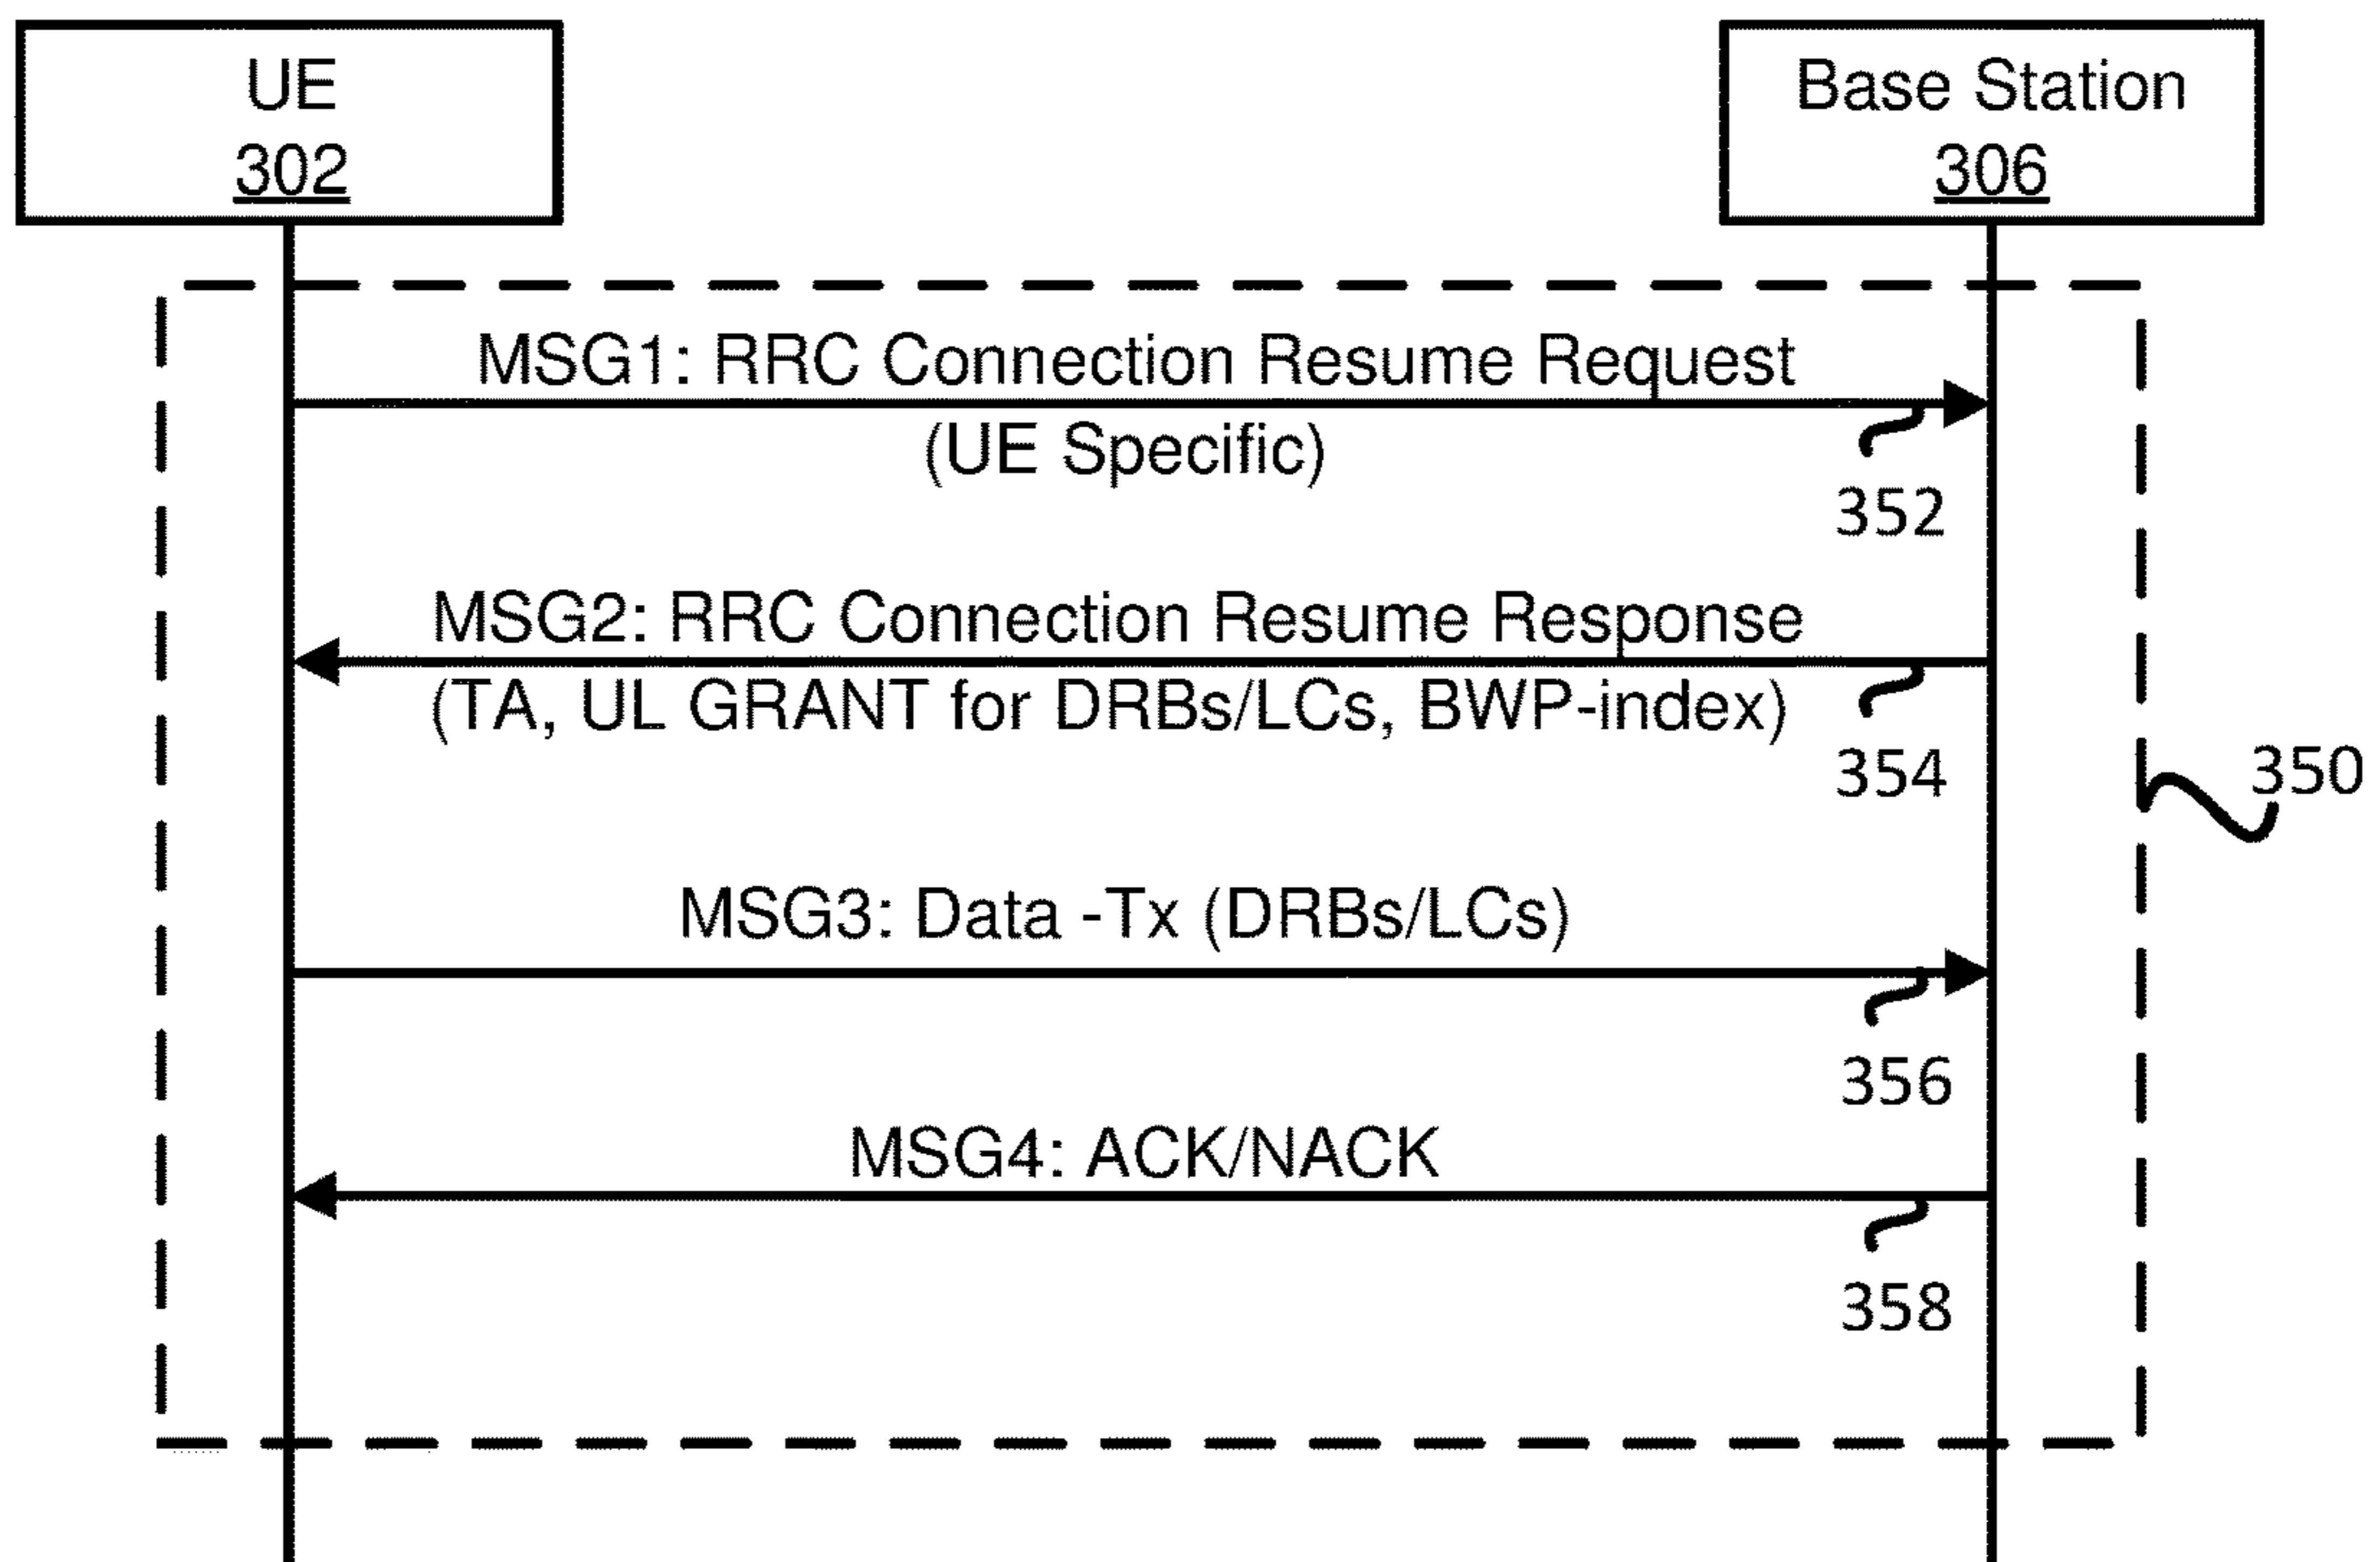 UE
302
Base Station
306
MSG1: RRC Connection Resume Request
(UE Specific)
352
MSG2: RRC Connection Resume Response
(TA, UL GRANT for DRBs/LCs, BWP-index)
354
350
MSG3: Data -Tx (DRBs/LCs)
356
MSG4: ACK/NACK
358